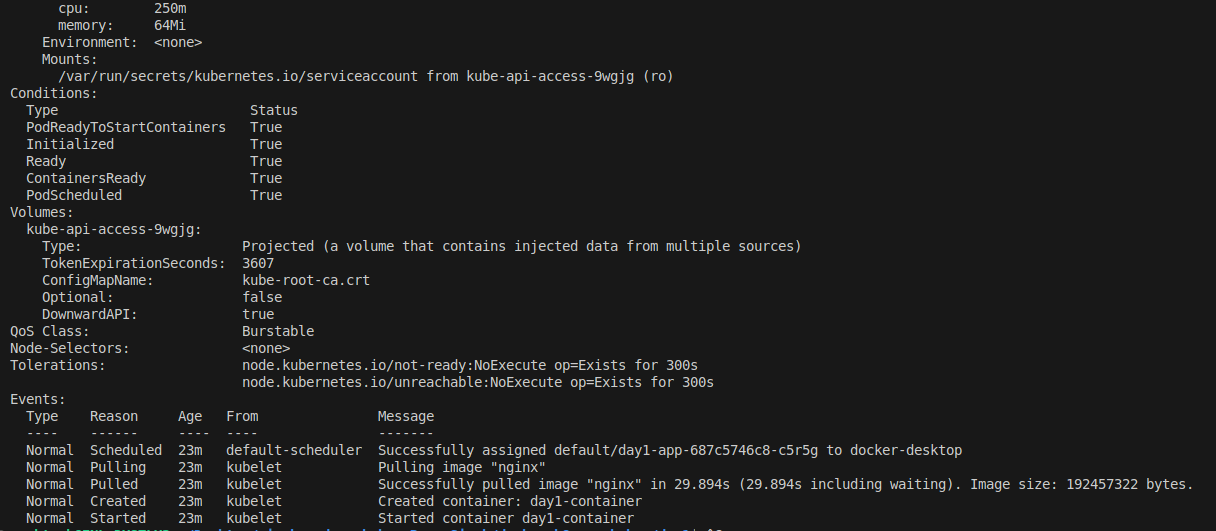 cpu:        250m
memory:     64Mi
Environment:  <none>
Mounts:
/var/run/secrets/kubernetes.io/serviceaccount from kube-api-access-9wgjg (ro)
Conditions:
Type                        Status
PodReadyToStartContainers   True
Initialized                 True
Ready                       True
ContainersReady             True
PodScheduled                True
Volumes:
kube-api-access-9wgjg:
Type:                    Projected (a volume that contains injected data from multiple sources)
TokenExpirationSeconds:  3607
ConfigMapName:           kube-root-ca.crt
Optional:                false
DownwardAPI:             true
QoS Class:                   Burstable
Node-Selectors:              <none>
Tolerations:                 node.kubernetes.io/not-ready:NoExecute op=Exists for 300s
node.kubernetes.io/unreachable:NoExecute op=Exists for 300s
Events:
Type    Reason     Age   From               Message
----    ------     ----  ----               -------
Normal  Scheduled  23m   default-scheduler  Successfully assigned default/day1-app-687c5746c8-c5r5g to docker-desktop
Normal  Pulling    23m   kubelet            Pulling image "nginx"
Normal  Pulled     23m   kubelet            Successfully pulled image "nginx" in 29.894s (29.894s including waiting). Image size: 192457322 bytes.
Normal  Created    23m   kubelet            Created container: day1-container
Normal  Started    23m   kubelet            Started container day1-container